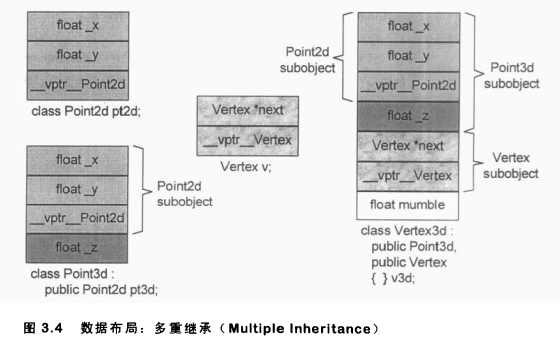 float _x
float _y
__vptr__Point2d
class Point2d pt2d;
float _x
float _y
__vptr__Point2d
float _z
Point2d
subobject
class Point3d :
public Point2d pt3d;
Vertex *next
__vptr__Vertex
Vertex v;
Point2d
subobject
float _x
float _y
__vptr__Point2d
float _z
Vertex *next
__vptr__Vertex
float mumble
Point3d
subobject
Vertex
subobject
class Vertex3d :
public Point3d,
public Vertex
{ } v3d;
图 3.4 数据布局：多重继承（Multiple Inheritance）